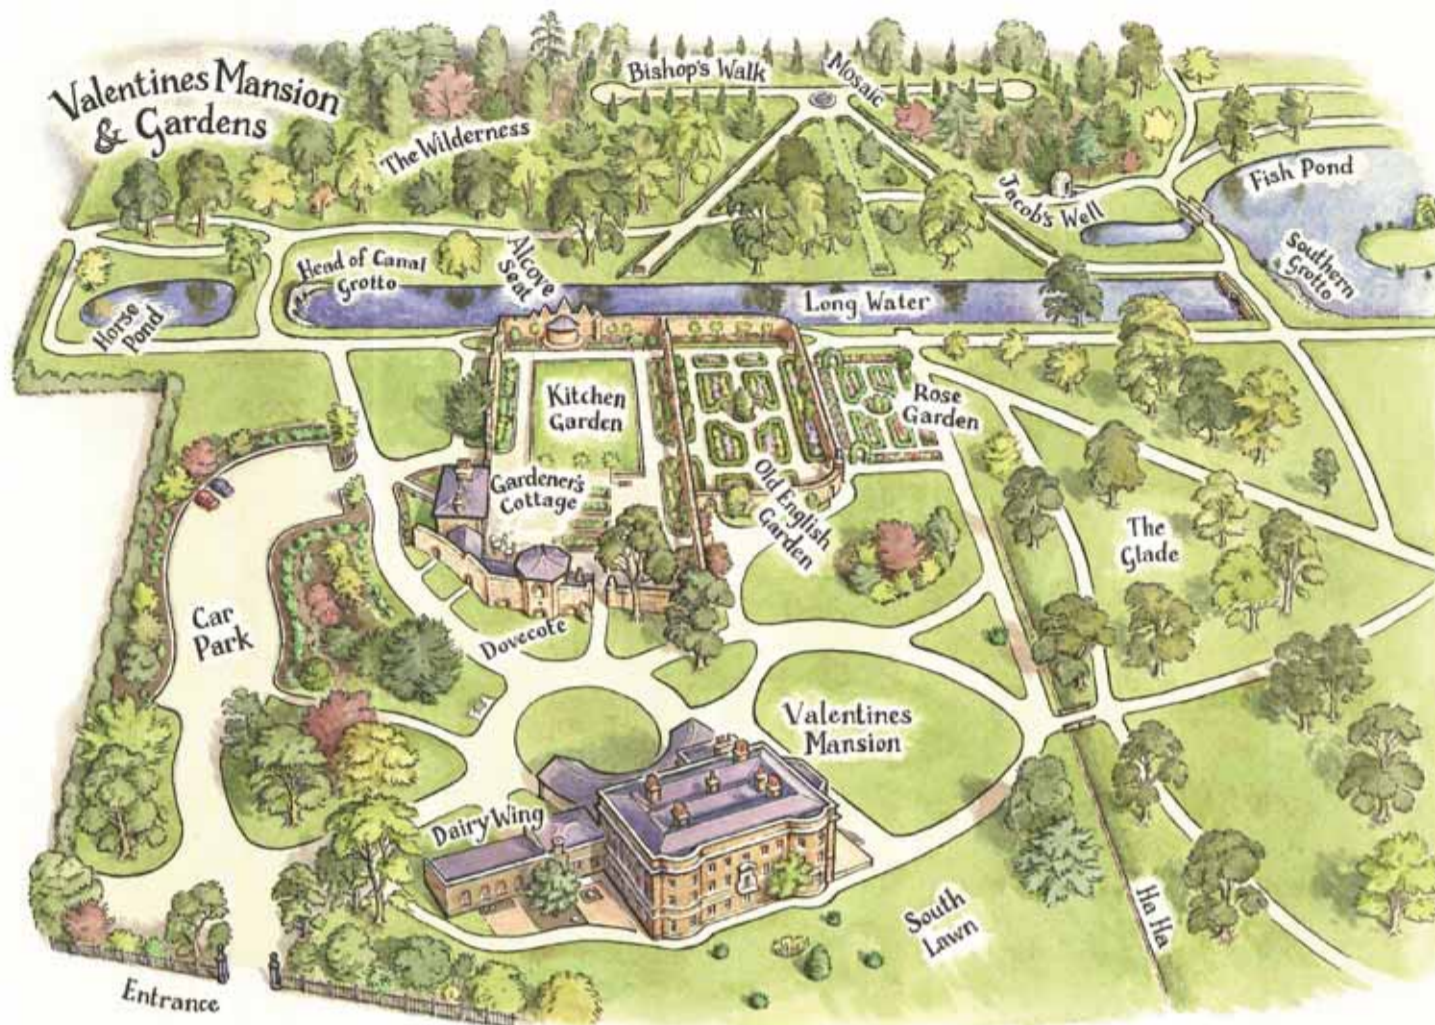 Valentines Mansion
& Gardens
Bishop's Walk
Mosaic
The Wilderness
Fish Pond
Jacob's Well
Head of Canal
Grotto
Alcove
Seat
Southern
Grotto
Horse
Pond
Long Water
Kitchen
Garden
Rose
Garden
Gardener's
Cottage
Old English
Garden
The
Glade
Car
Park
Dovecote
Valentines
Mansion
Dairy Wing
South
Lawn
Ha Ha
Entrance